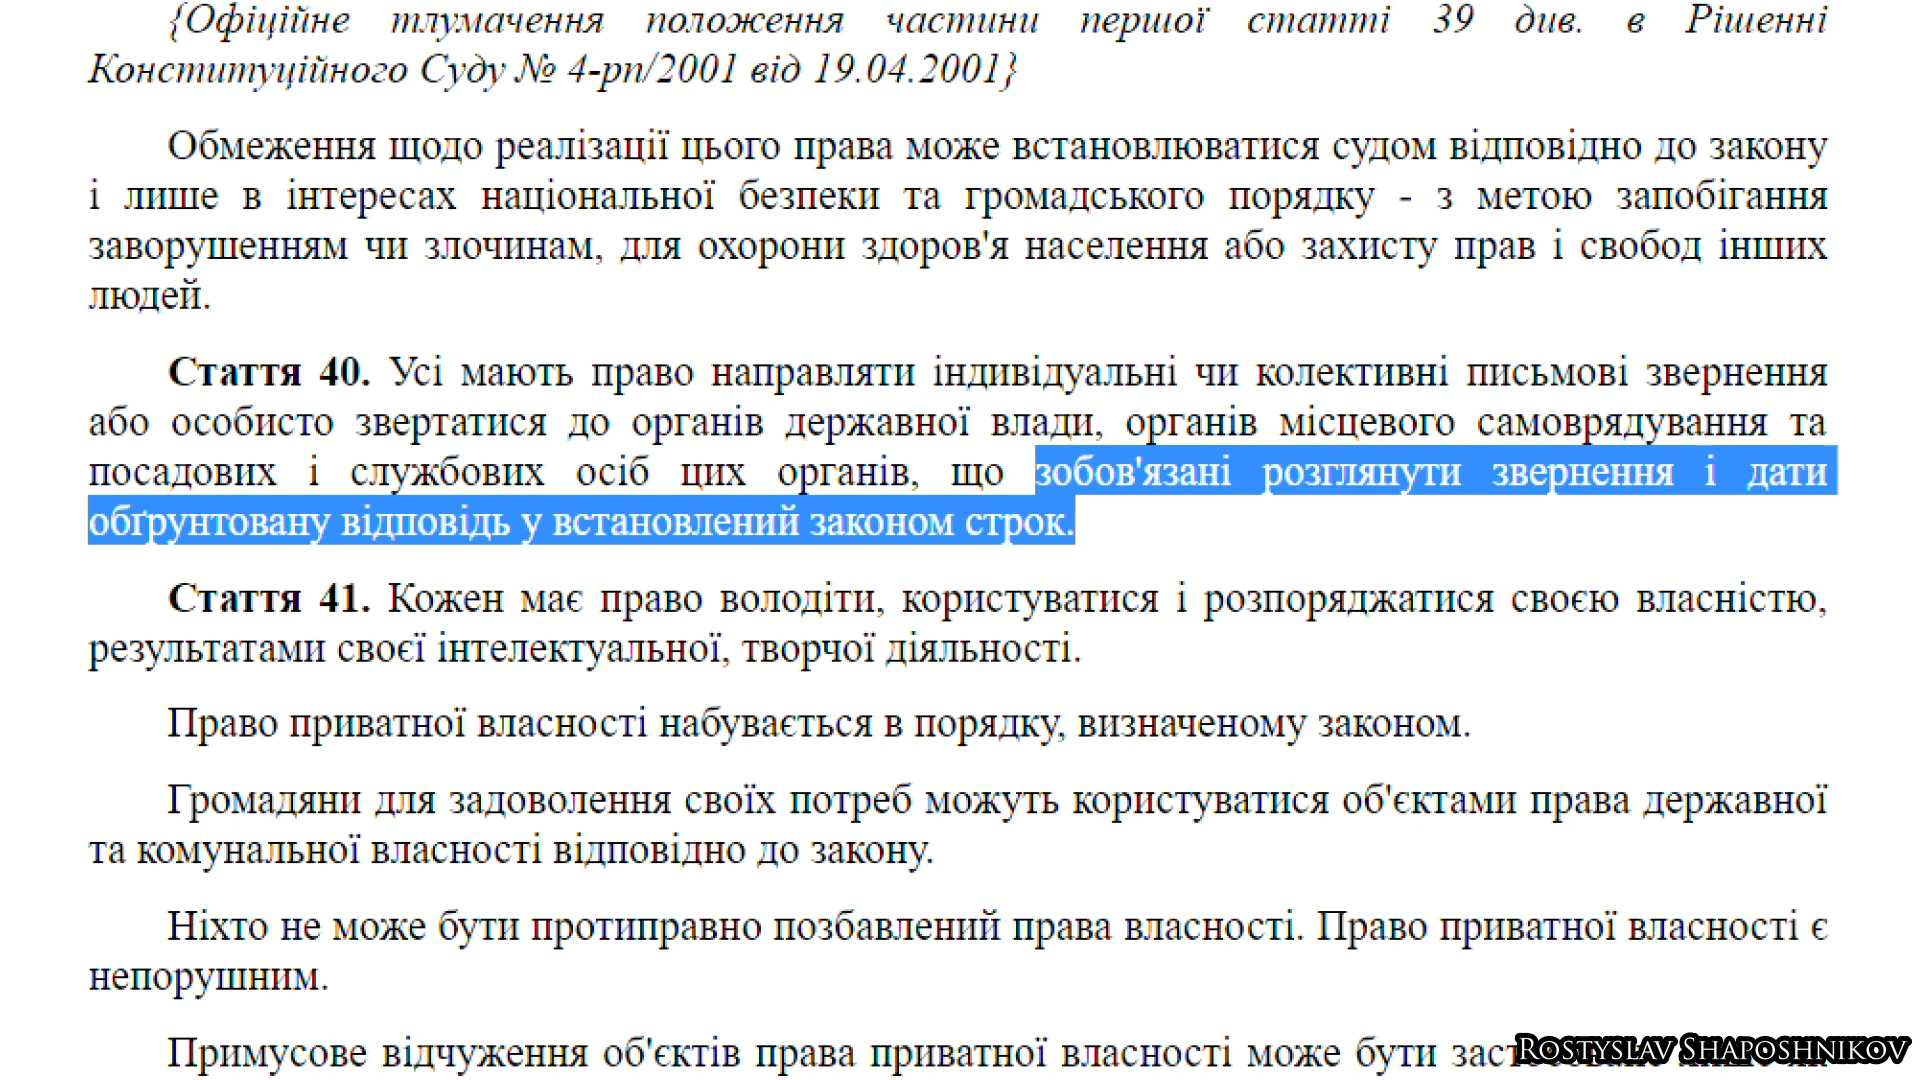 {Офіційне тлумачення положення частини першої статті 39 див. в Рішенні
Конституційного Суду № 4-рп/2001 від 19.04.2001}
Обмеження щодо реалізації цього права може встановлюватися судом відповідно до закону
і лише в інтересах національної безпеки та громадського порядку - з метою запобігання
заворушенням чи злочинам, для охорони здоров'я населення або захисту прав і свобод інших
людей.
Стаття 40. Усі мають право направляти індивідуальні чи колективні письмові звернення
або особисто звертатися до органів державної влади, органів місцевого самоврядування та
посадових і службових осіб цих органів, що зобов'язані розглянути звернення і дати
обґрунтовану відповідь у встановлений законом строк.
Стаття 41. Кожен має право володіти, користуватися і розпоряджатися своєю власністю,
результатами своєї інтелектуальної, творчої діяльності.
Право приватної власності набувається в порядку, визначеному законом.
Громадяни для задоволення своїх потреб можуть користуватися об'єктами права державної
та комунальної власності відповідно до закону.
Ніхто не може бути протиправно позбавлений права власності. Право приватної власності є
непорушним.
Примусове відчуження об'єктів права приватної власності може бути
ROSTYSLAV SHAPOSHNIKOV